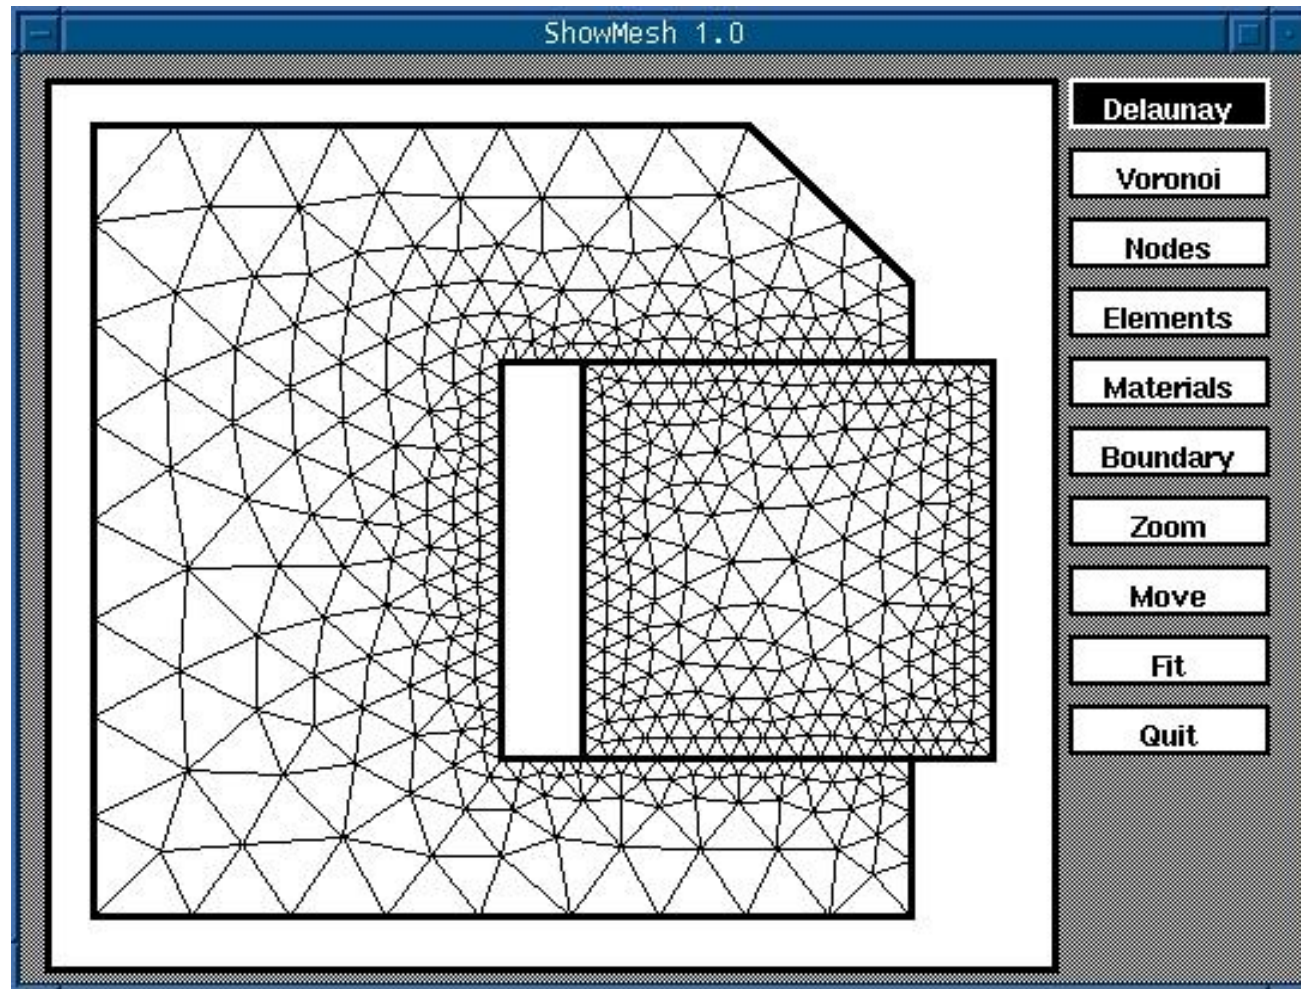 ShowMesh 1.0
Delaunay
Voronoi
Nodes
Elements
Materials
Boundary
Zoom
Move
Fit
Quit